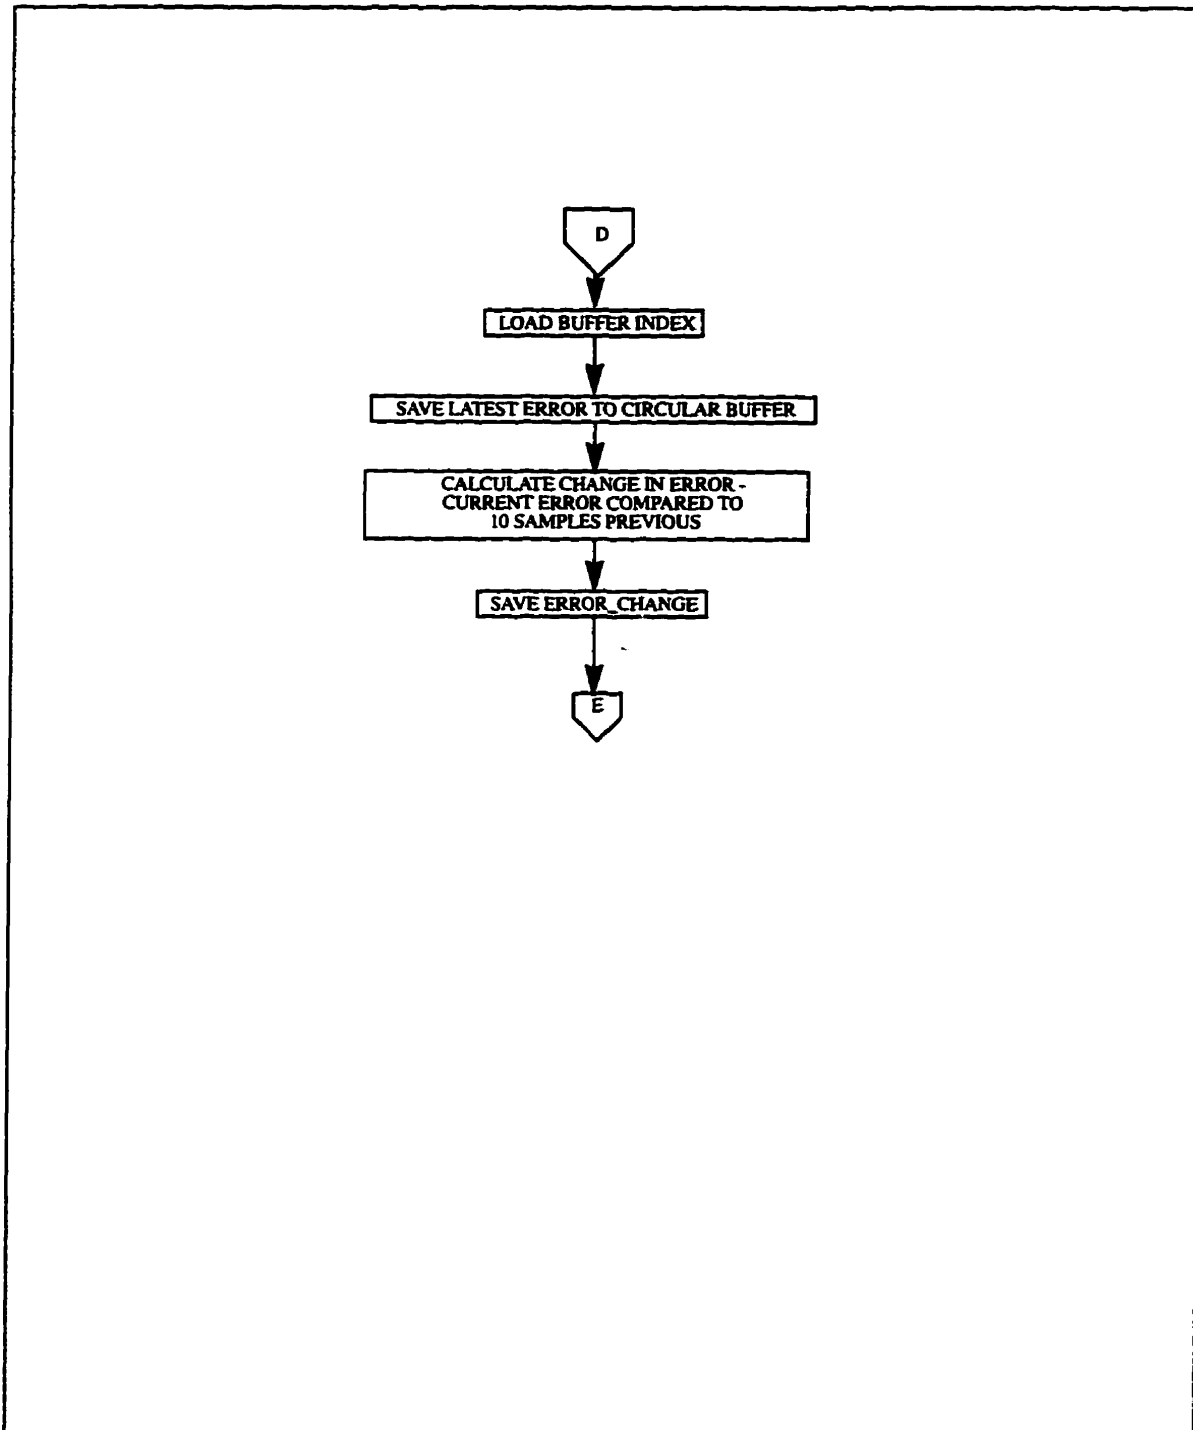 D
LOAD BUFFER INDEX
SAVE LATEST ERROR TO CIRCULAR BUFFER
CALCULATE CHANGE IN ERROR -
CURRENT ERROR COMPARED TO
10 SAMPLES PREVIOUS
SAVE ERROR_CHANGE
E